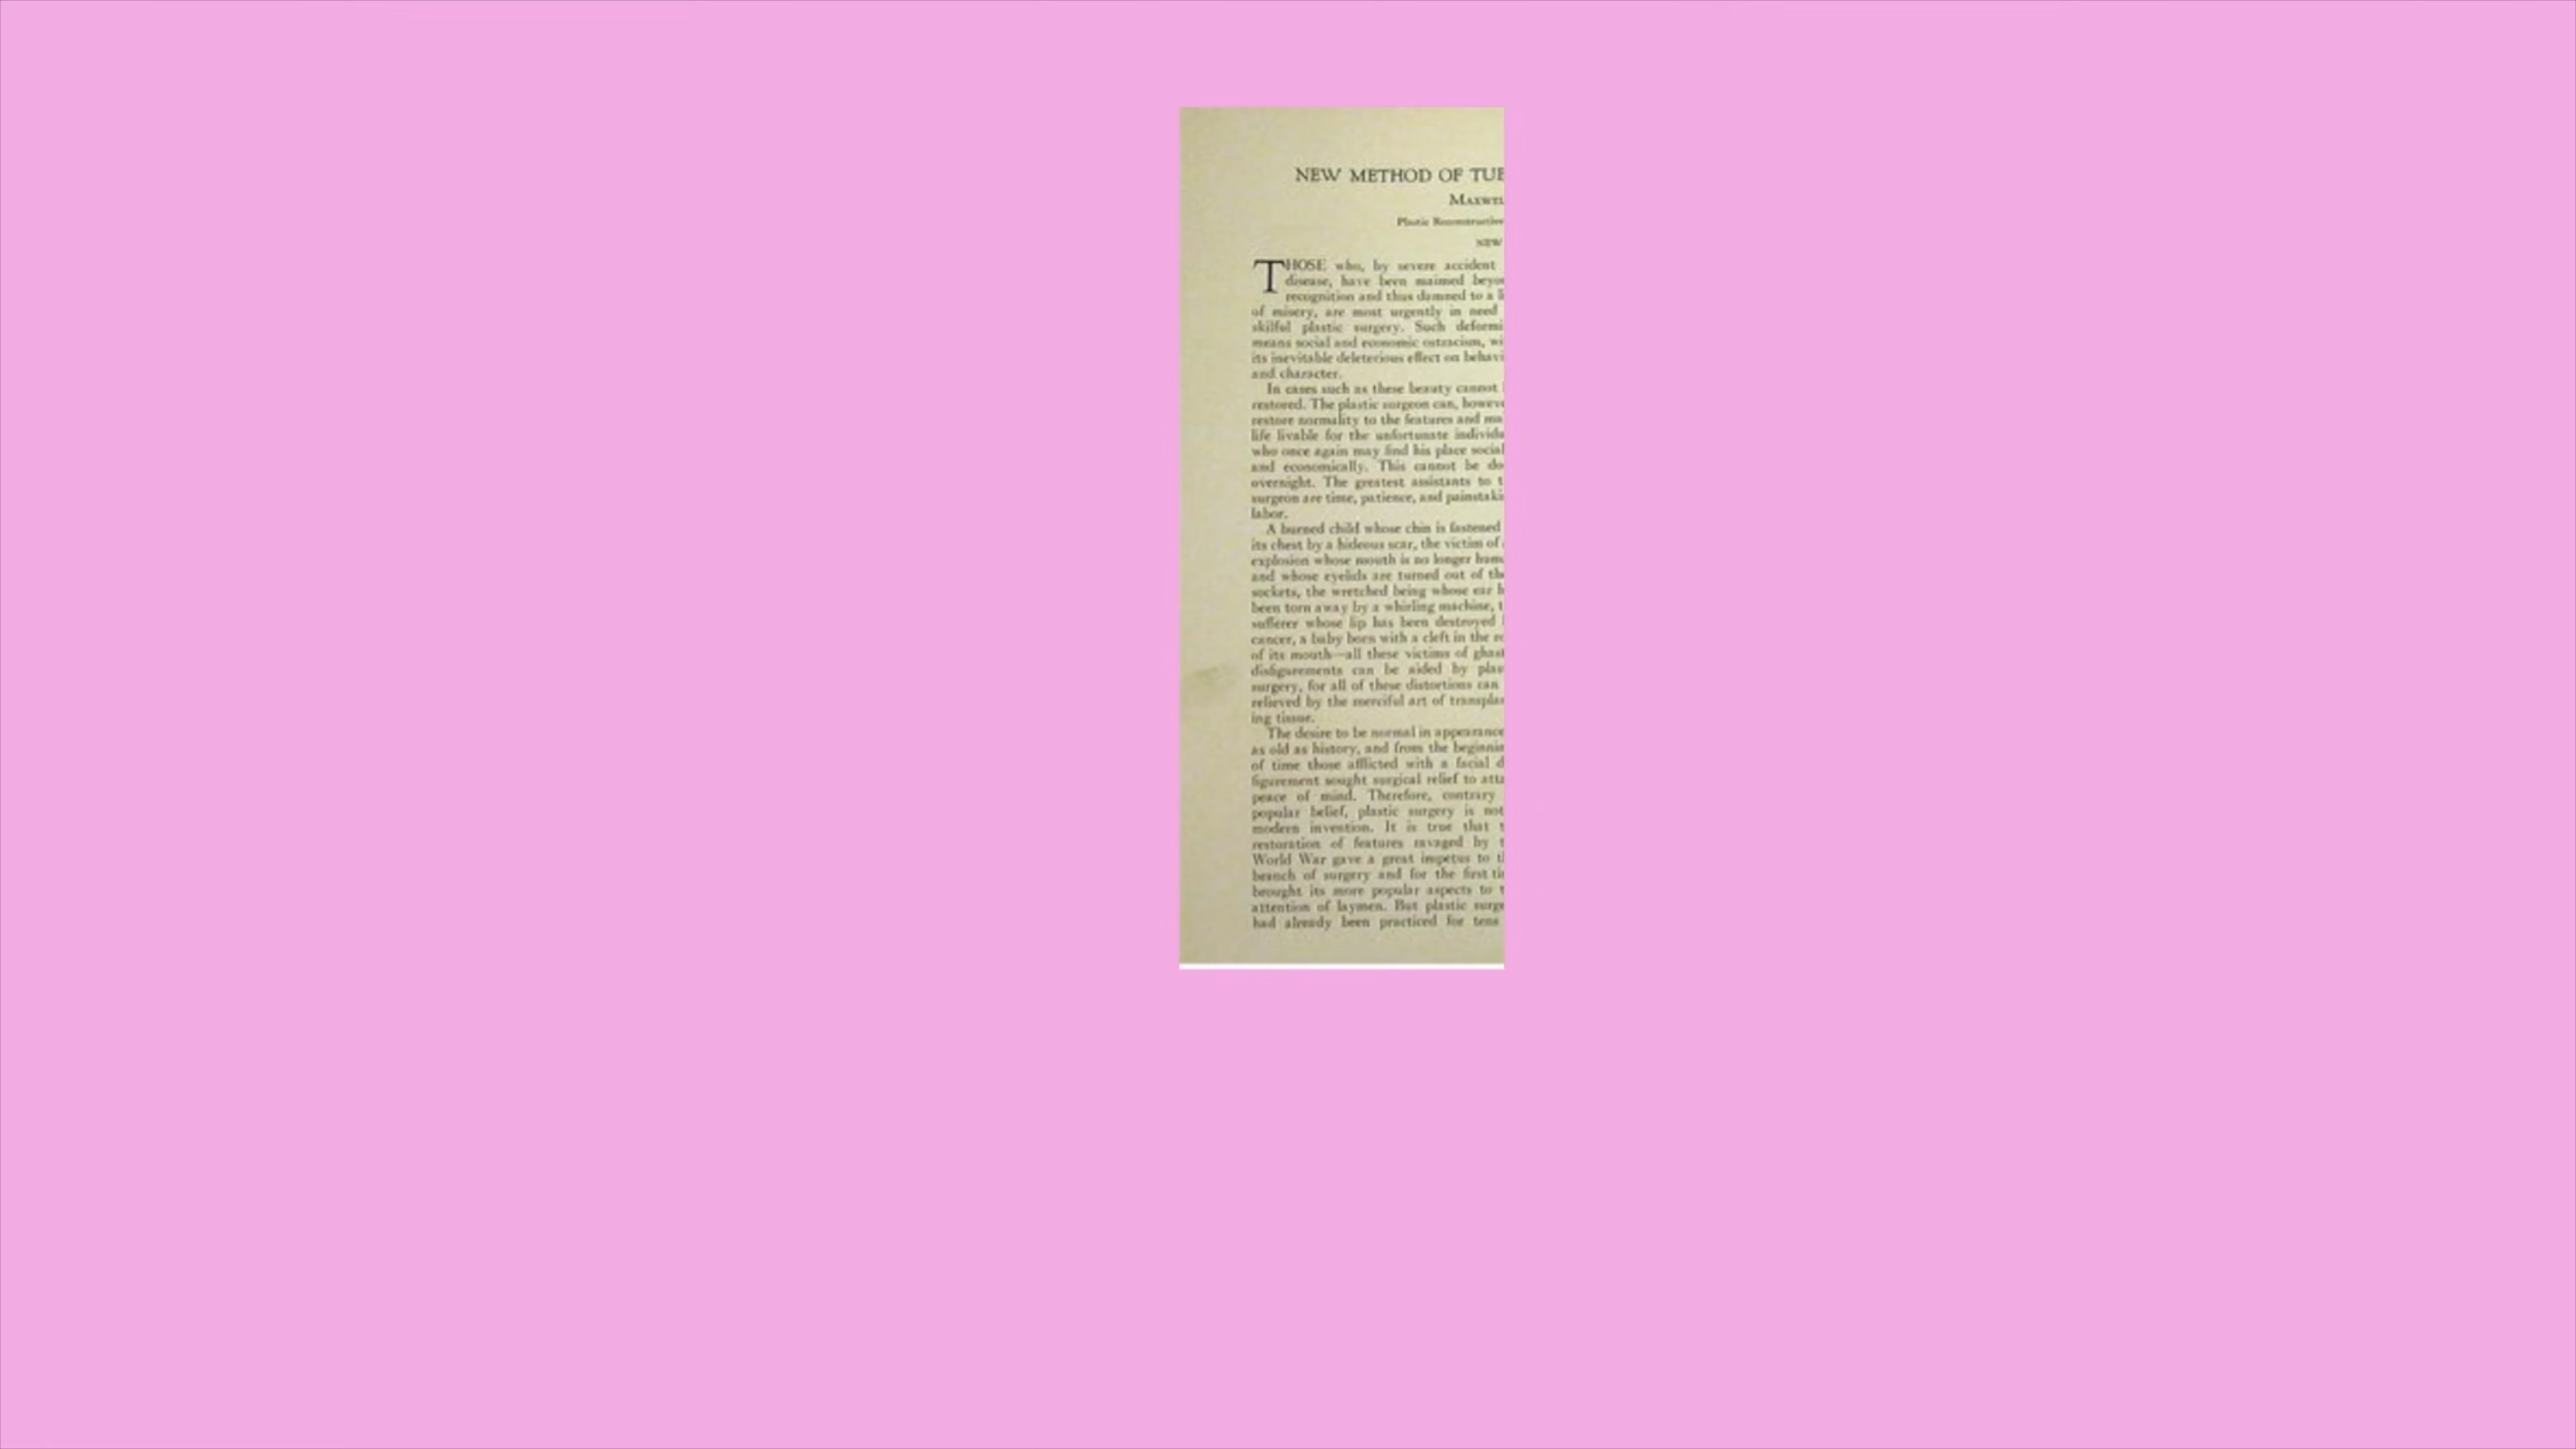 NEW METHOD OF TUB
MAXWEL
Plastic Reconstructive
NEW
THOSE who, by severe accident
disease, have been maimed beyon
recognition and thus damned to a li
of misery, are most urgently in need
skilful plastic surgery. Such deformi
means social and economic ostracism, wi
its inevitable deleterious effect on behavi
and character.
In cases such as these beauty cannot
restored. The plastic surgeon can, howeve
restore normality to the features and ma
life livable for the unfortunate individu
who once again may find his place social
and economically. This cannot be do
overnight. The greatest assistants to t
surgeon are time, patience, and painstaki
labor.
A burned child whose chin is fastened
its chest by a hideous scar, the victim of
explosion whose mouth is no longer huma
and whose eyelids are turned out of the
sockets, the wretched being whose ear h
been torn away by a whirling machine, t
sufferer whose lip has been destroyed
cancer, a baby born with a cleft in the ro
of its mouth—all these victims of ghast
disfigurements can be aided by plas
surgery, for all of these distortions can
relieved by the merciful art of transplan
ing tissue.
The desire to be normal in appearance
as old as history, and from the beginnin
of time those afflicted with a facial d
figurement sought surgical relief to atta
peace of mind. Therefore, contrary
popular belief, plastic surgery is not
modern invention. It is true that t
restoration of features ravaged by t
World War gave a great impetus to th
branch of surgery and for the first ti
brought its more popular aspects to t
attention of laymen. But plastic surge
had already been practiced for tens